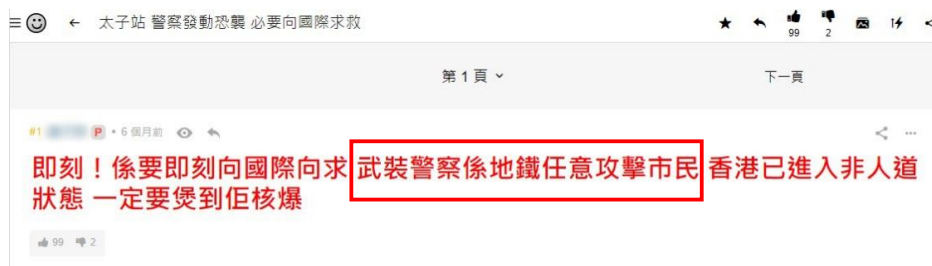 太子站 警察發動恐襲 必要向國際求救
99 2
第 1 頁
下一頁
#1 P • 6 個月前
即刻！係要即刻向國際向求 武裝警察係地鐵任意攻擊市民 香港已進入非人道
狀態 一定要煲到佢核爆
99 2